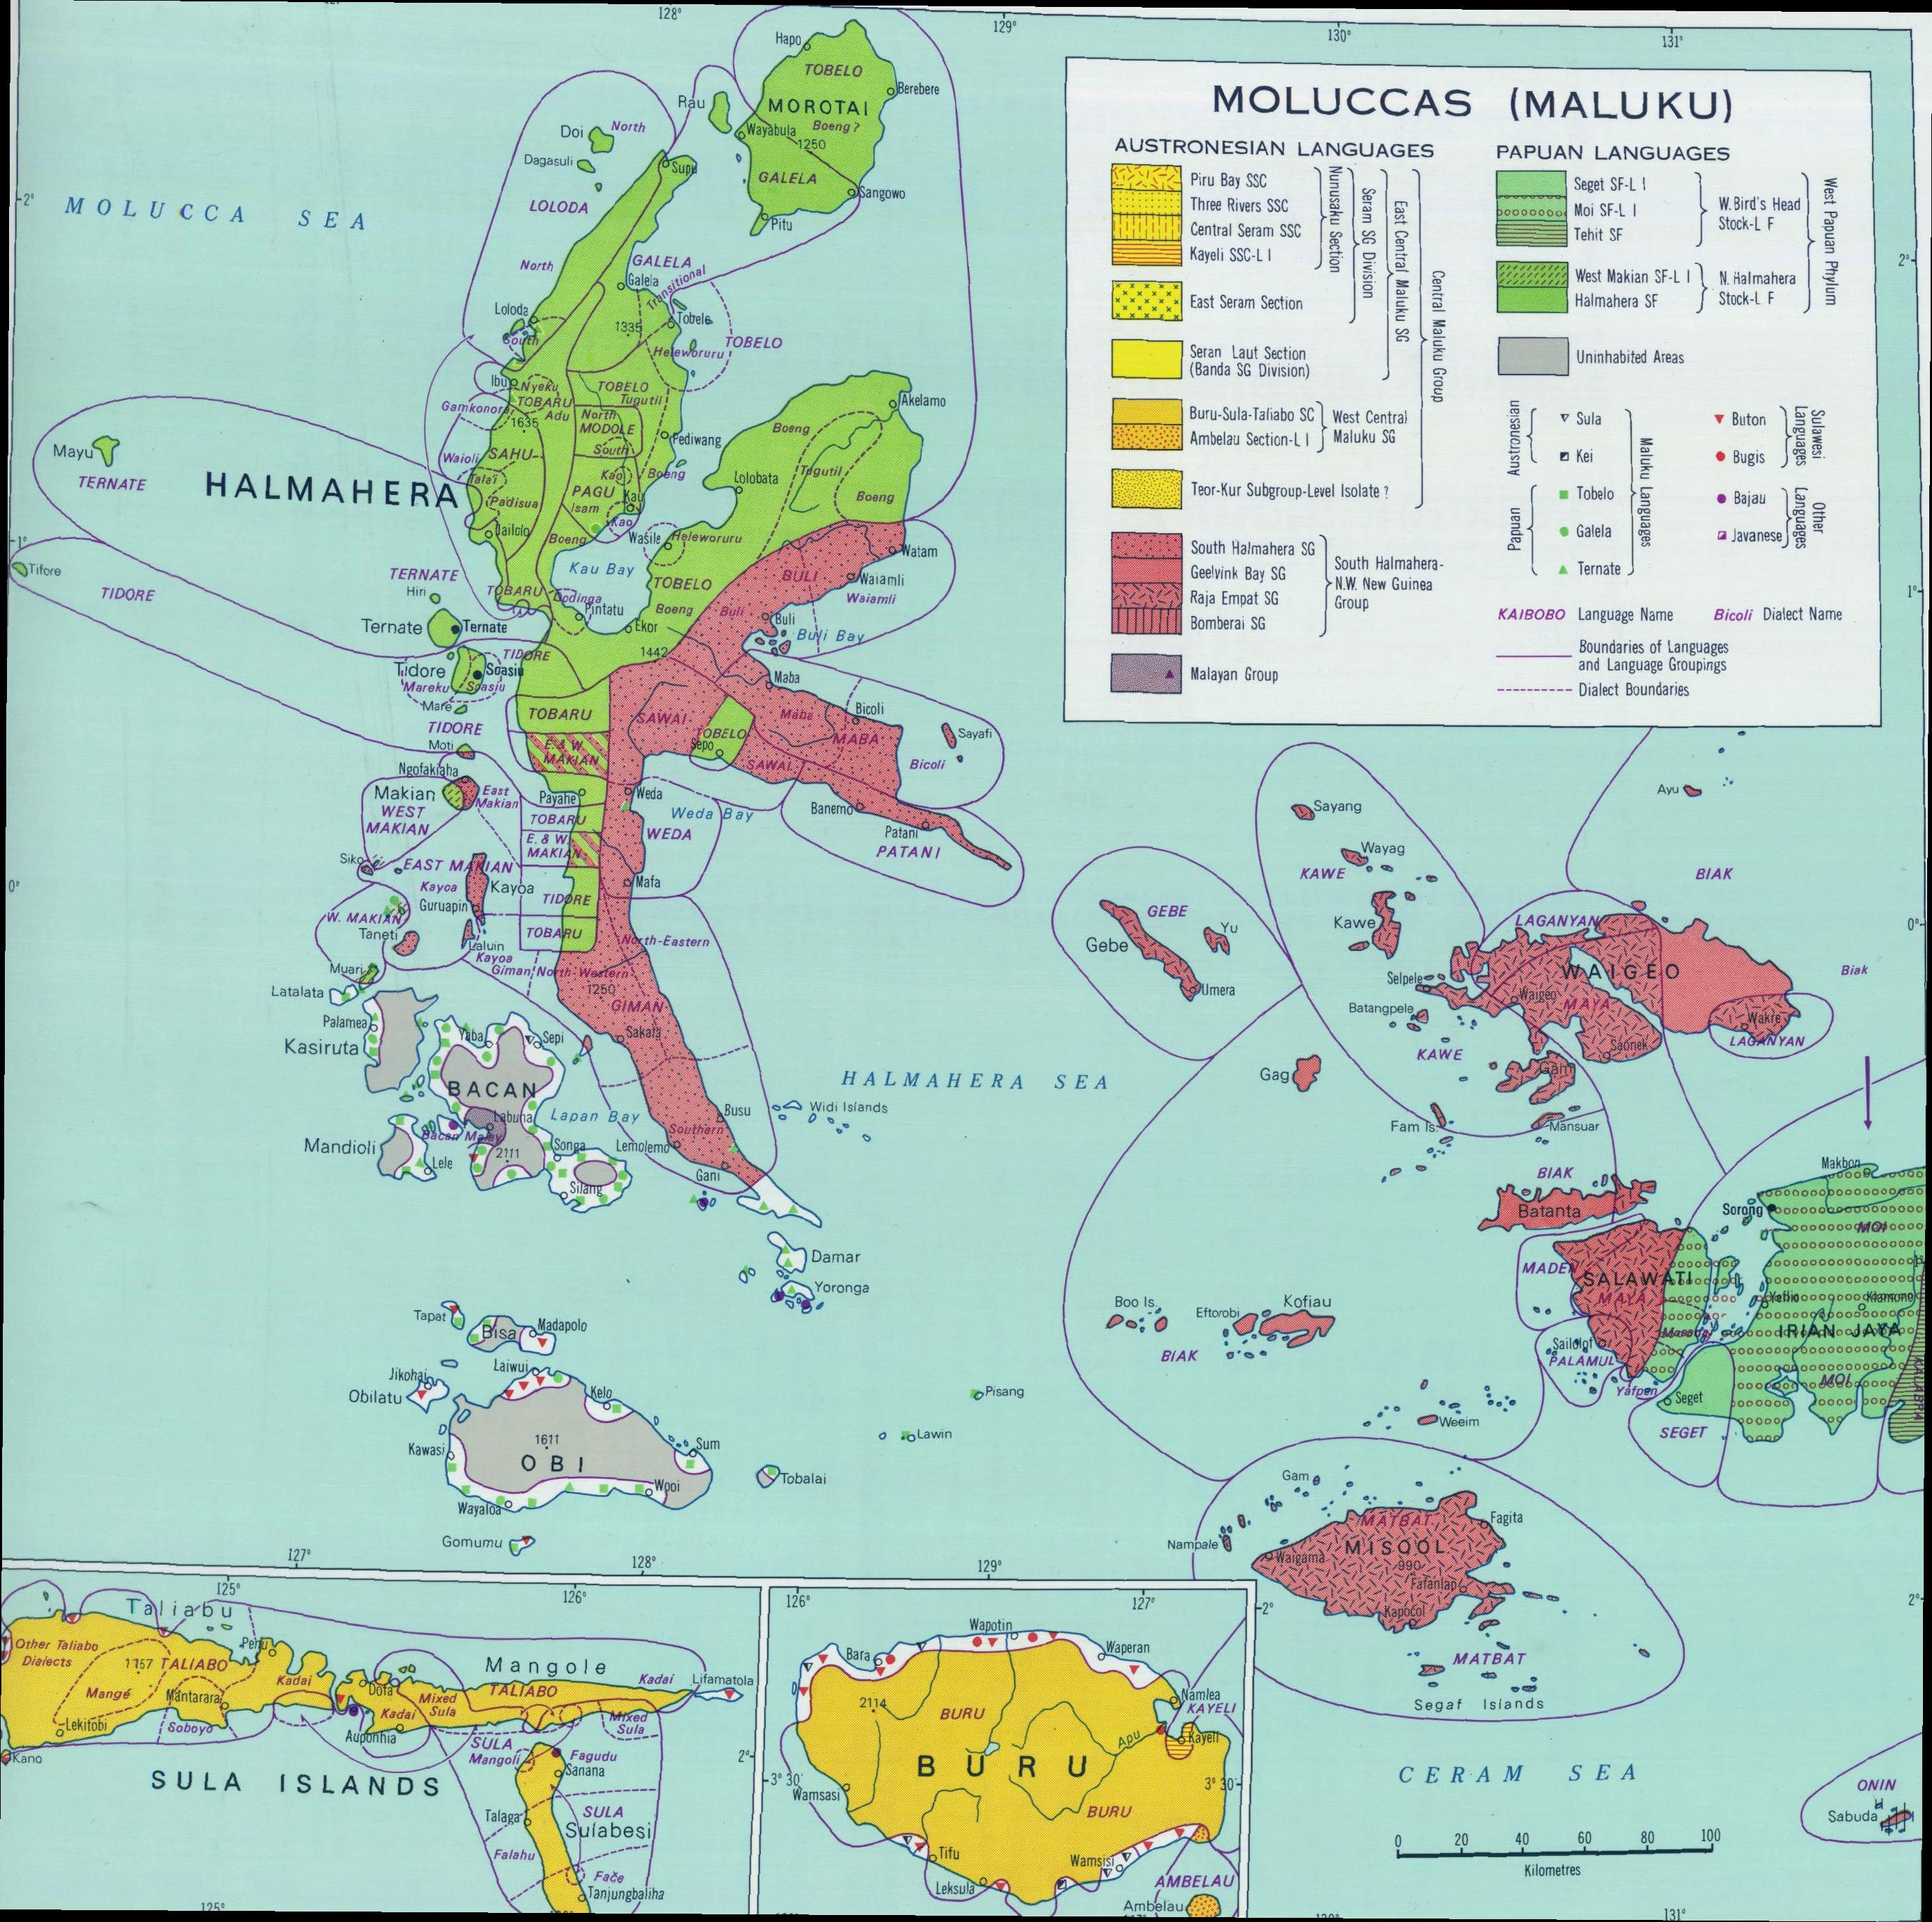 128°
129°
130°
131°
MOLUCCAS (MALUKU)
AUSTRONESIAN LANGUAGES
Piru Bay SSC
Three Rivers SSC
Central Seram SSC
Kayeli SSC-L I
Nunusaku Section
East Seram Section
Seram SG Division
Seran Laut Section
(Banda SG Division)
East Central Maluku SG
Buru-Sula-Taliabo SC
Ambelau Section-L I
West Central
Maluku SG
Teor-Kur Subgroup-Level Isolate ?
Central Maluku Group
South Halmahera SG
Geelvink Bay SG
Raja Empat SG
Bomberai SG
South Halmahera-
N.W. New Guinea
Group
Malayan Group
PAPUAN LANGUAGES
Seget SF-L I
Moi SF-L I
Tehit SF
W. Bird's Head
Stock-L F
West Makian SF-L I
Halmahera SF
N. Halmahera
Stock-L F
West Papuan Phylum
Uninhabited Areas
Austronesian
Sula
Kei
Papuan
Tobelo
Galela
Ternate
Maluku Languages
Buton
Bugis
Sulawesi
Languages
Bajau
Javanese
Other
Languages
KAIBOBO Language Name
Bicoli Dialect Name
Boundaries of Languages
and Language Groupings
Dialect Boundaries
Hapo
TOBELO
Berebere
MOROTAI
Rau
Wayabula
Boeng ?
1250
GALELA
Sangowo
Pitu
Doi
North
Dagasuli
Supu
2°
MOLUCCA SEA
LOLODA
North
GALELA
Galela
Transitional
2°
Loloda
South
1335
Tobelo
Heleworuru
TOBELO
Ibu
Nyeku
TOBARU
Adu
TOBELO
Tugutil
Gamkonora
1635
North
MODOLE
South
Pediwang
Akelamo
Boeng
Mayu
TERNATE
HALMAHERA
Waioli
SAHU
Tala'i
Padisua
Kao
Boeng
PAGU
Kau
Isam
Kao
Lolobata
Tugutil
Boeng
Jailolo
Boeng
Wasile
Heleworuru
Watam
1°
Tifore
TIDORE
TERNATE
Hiri
TOBARU
Kau Bay
TOBELO
BULI
Waiamli
Waiamli
1°
Dodinga
Pintatu
Boeng
Buli
Buli
Buli Bay
Ternate
Ternate
Ekor
1442
Tidore
Soasiu
TIDORE
Mareku
Soasiu
Mare
Maba
TIDORE
Moti
TOBARU
SAWAI
TOBELO
Sepo
Maba
Bicoli
MABA
Sayafi
SAWAI
Bicoli
E. & W.
MAKIAN
Ngofakiaha
Makian
East
Makian
Payahe
Weda
Weda Bay
Banemo
Patani
PATANI
WEST
MAKIAN
TOBARU
WEDA
E. & W.
MAKIAN
Siko
EAST MAKIAN
Kayoa
Kayoa
Guruapin
Mafa
TIDORE
0°
W. MAKIAN
Taneti
Laluin
Kayoa
TOBARU
North-Eastern
Giman
North-Western
1250
GIMAN
Muari
Latalata
Palamea
Kasiruta
Yaba
Sepi
Sakata
BACAN
Labuha
Bacan Malay
2111
Lapan Bay
HALMAHERA SEA
Busu
Southern
Widi Islands
Mandioli
Lele
Songa
Silang
Lemolemo
Gani
Damar
Yoronga
Tapat
Bisa
Madapolo
Jikohai
Obilatu
Laiwui
Kelo
1611
OBI
Kawasi
Sum
Wooi
Wayaloa
Tobalai
Gomumu
Pisang
Lawin
Ayu
Sayang
Wayag
KAWE
BIAK
Kawe
GEBE
Gebe
Yu
Umera
LAGANYAN
0°
WAIGEO
Biak
Selpele
Waigeo
MAYA
Batangpele
Wakre
LAGANYAN
KAWE
Saonek
Gam
Gag
Fam Is.
Mansuar
BIAK
Batanta
Makbon
Sorong
MOI
MADEN
SALAWATI
MAYA
Yeflio
Klamono
IRIAN JAYA
Sailolof
PALAMUL
Yafpen
MOI
Seget
SEGET
Boo Is.
Eftorobi
Kofiau
BIAK
Weeim
Gam
Nampale
Fagita
MATBAT
MISOOL
990
Waigama
Fafanlap
Kapocol
MATBAT
Segaf Islands
2°
2°
CERAM SEA
ONIN
Sabuda
0 20 40 60 80 100
Kilometres
131°
127°
128°
129°
125°
126°
Taliabu
Other Taliabo
Dialects
1157
TALIABO
Penu
Mangé
Mantarara
Kadai
Lekitobi
Soboyo
Kano
Mangole
Dofa
Mixed
Sula
TALIABO
Kadai
Lifamatola
Kadai
Auponhia
SULA
Mangoli
Mixed
Sula
Fagudu
Sanana
SULA ISLANDS
2°
Talaga
SULA
Sulabesi
Falahu
Fače
Tanjungbaliha
125°
126°
127°
Wapotin
Bara
Waperan
2114
BURU
Namlea
KAYELI
Apu
Kayeli
BURU
3° 30'
3° 30'
Wamsasi
BURU
Tifu
Wamsisi
Leksula
AMBELAU
Ambelau